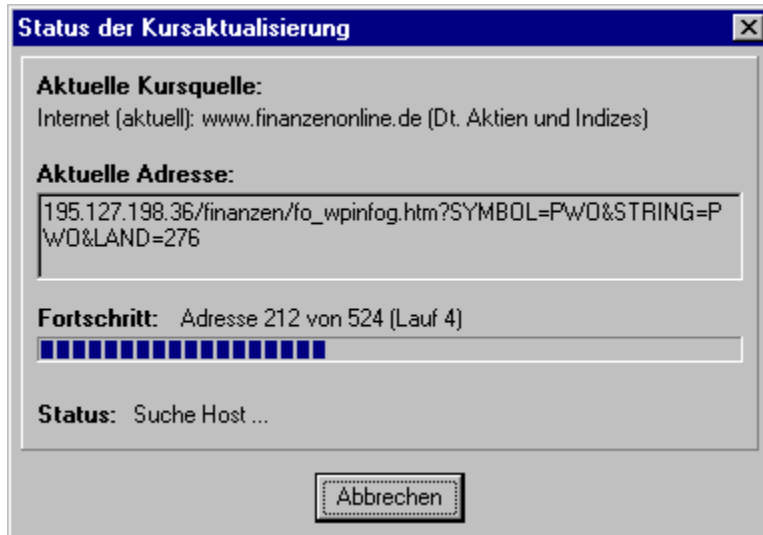 Status der Kursaktualisierung
Aktuelle Kursquelle:
Internet (aktuell): www.finanzenonline.de (Dt. Aktien und Indizes)
Aktuelle Adresse:
195.127.198.36/finanzen/fo_wpinfog.htm?SYMBOL=PWO&STRING=P
WO&LAND=276
Fortschritt: Adresse 212 von 524 (Lauf 4)
Status: Suche Host ...
Abbrechen